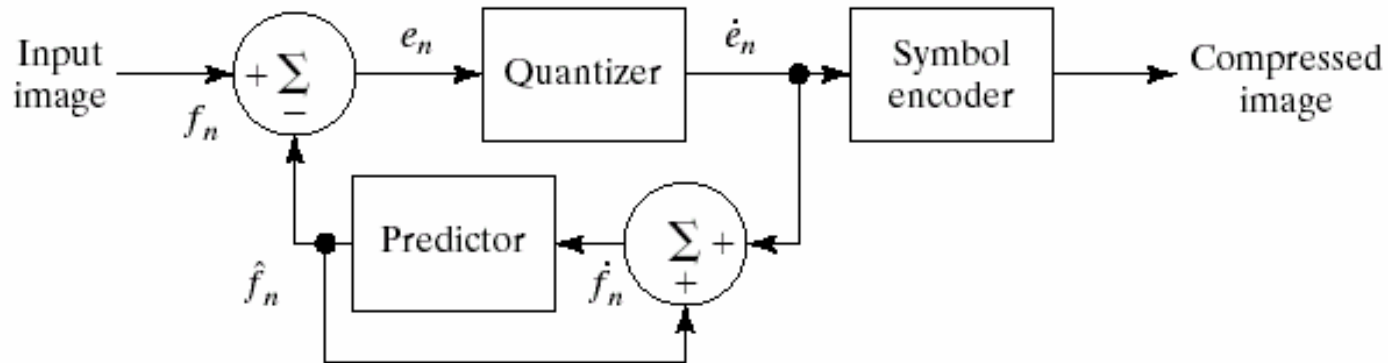 Input
image
f_n
+ Σ
−
e_n
Quantizer
ė_n
Symbol
encoder
Compressed
image
f̂_n
Predictor
ḟ_n
Σ +
+